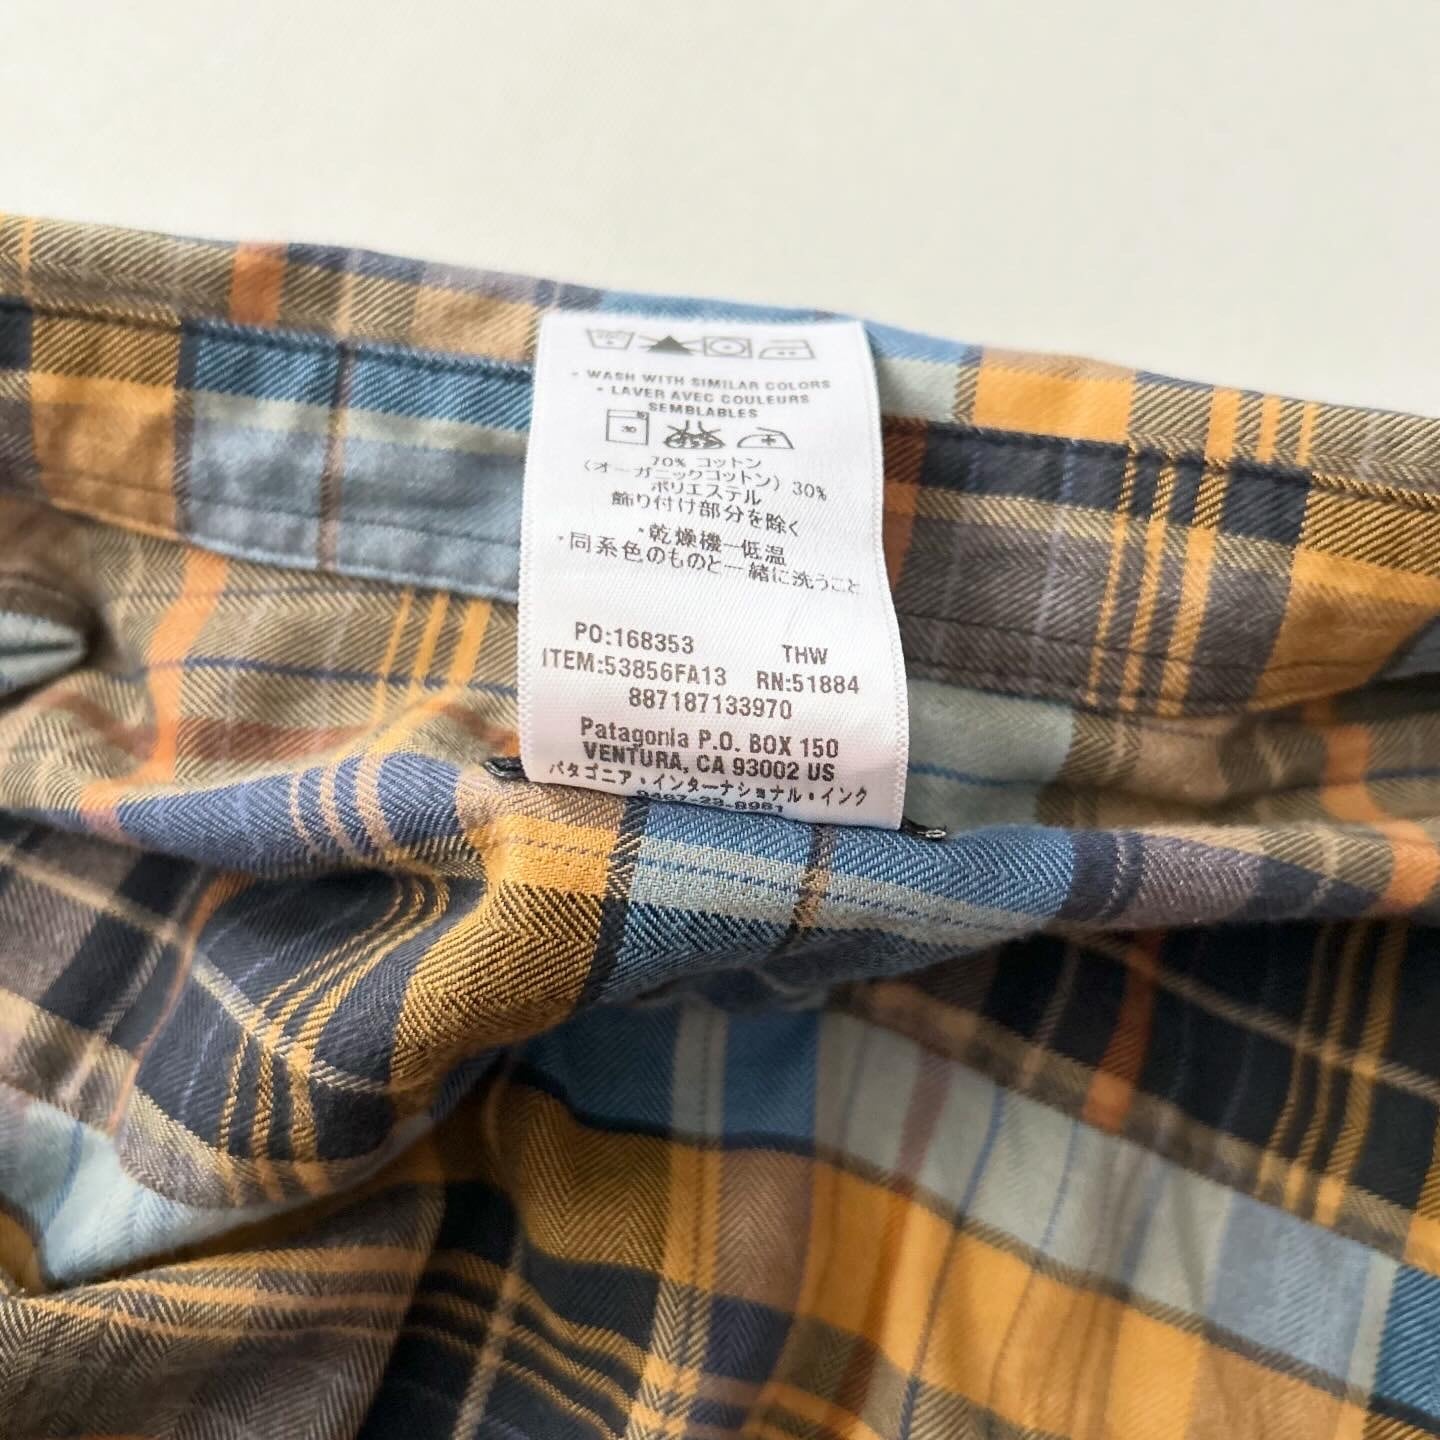 • WASH WITH SIMILAR COLORS
• LAVER AVEC COULEURS
SEMBLABLES
70% コットン
(オーガニックコットン) 30%
ポリエステル
飾り付け部分を除く
・乾燥機ー低温
・同系色のものと一緒に洗うこと
PO:168353 THW
ITEM:53856FA13 RN:51884
887187133970
Patagonia P.O. BOX 150
VENTURA, CA 93002 US
パタゴニア・インターナショナル・インク